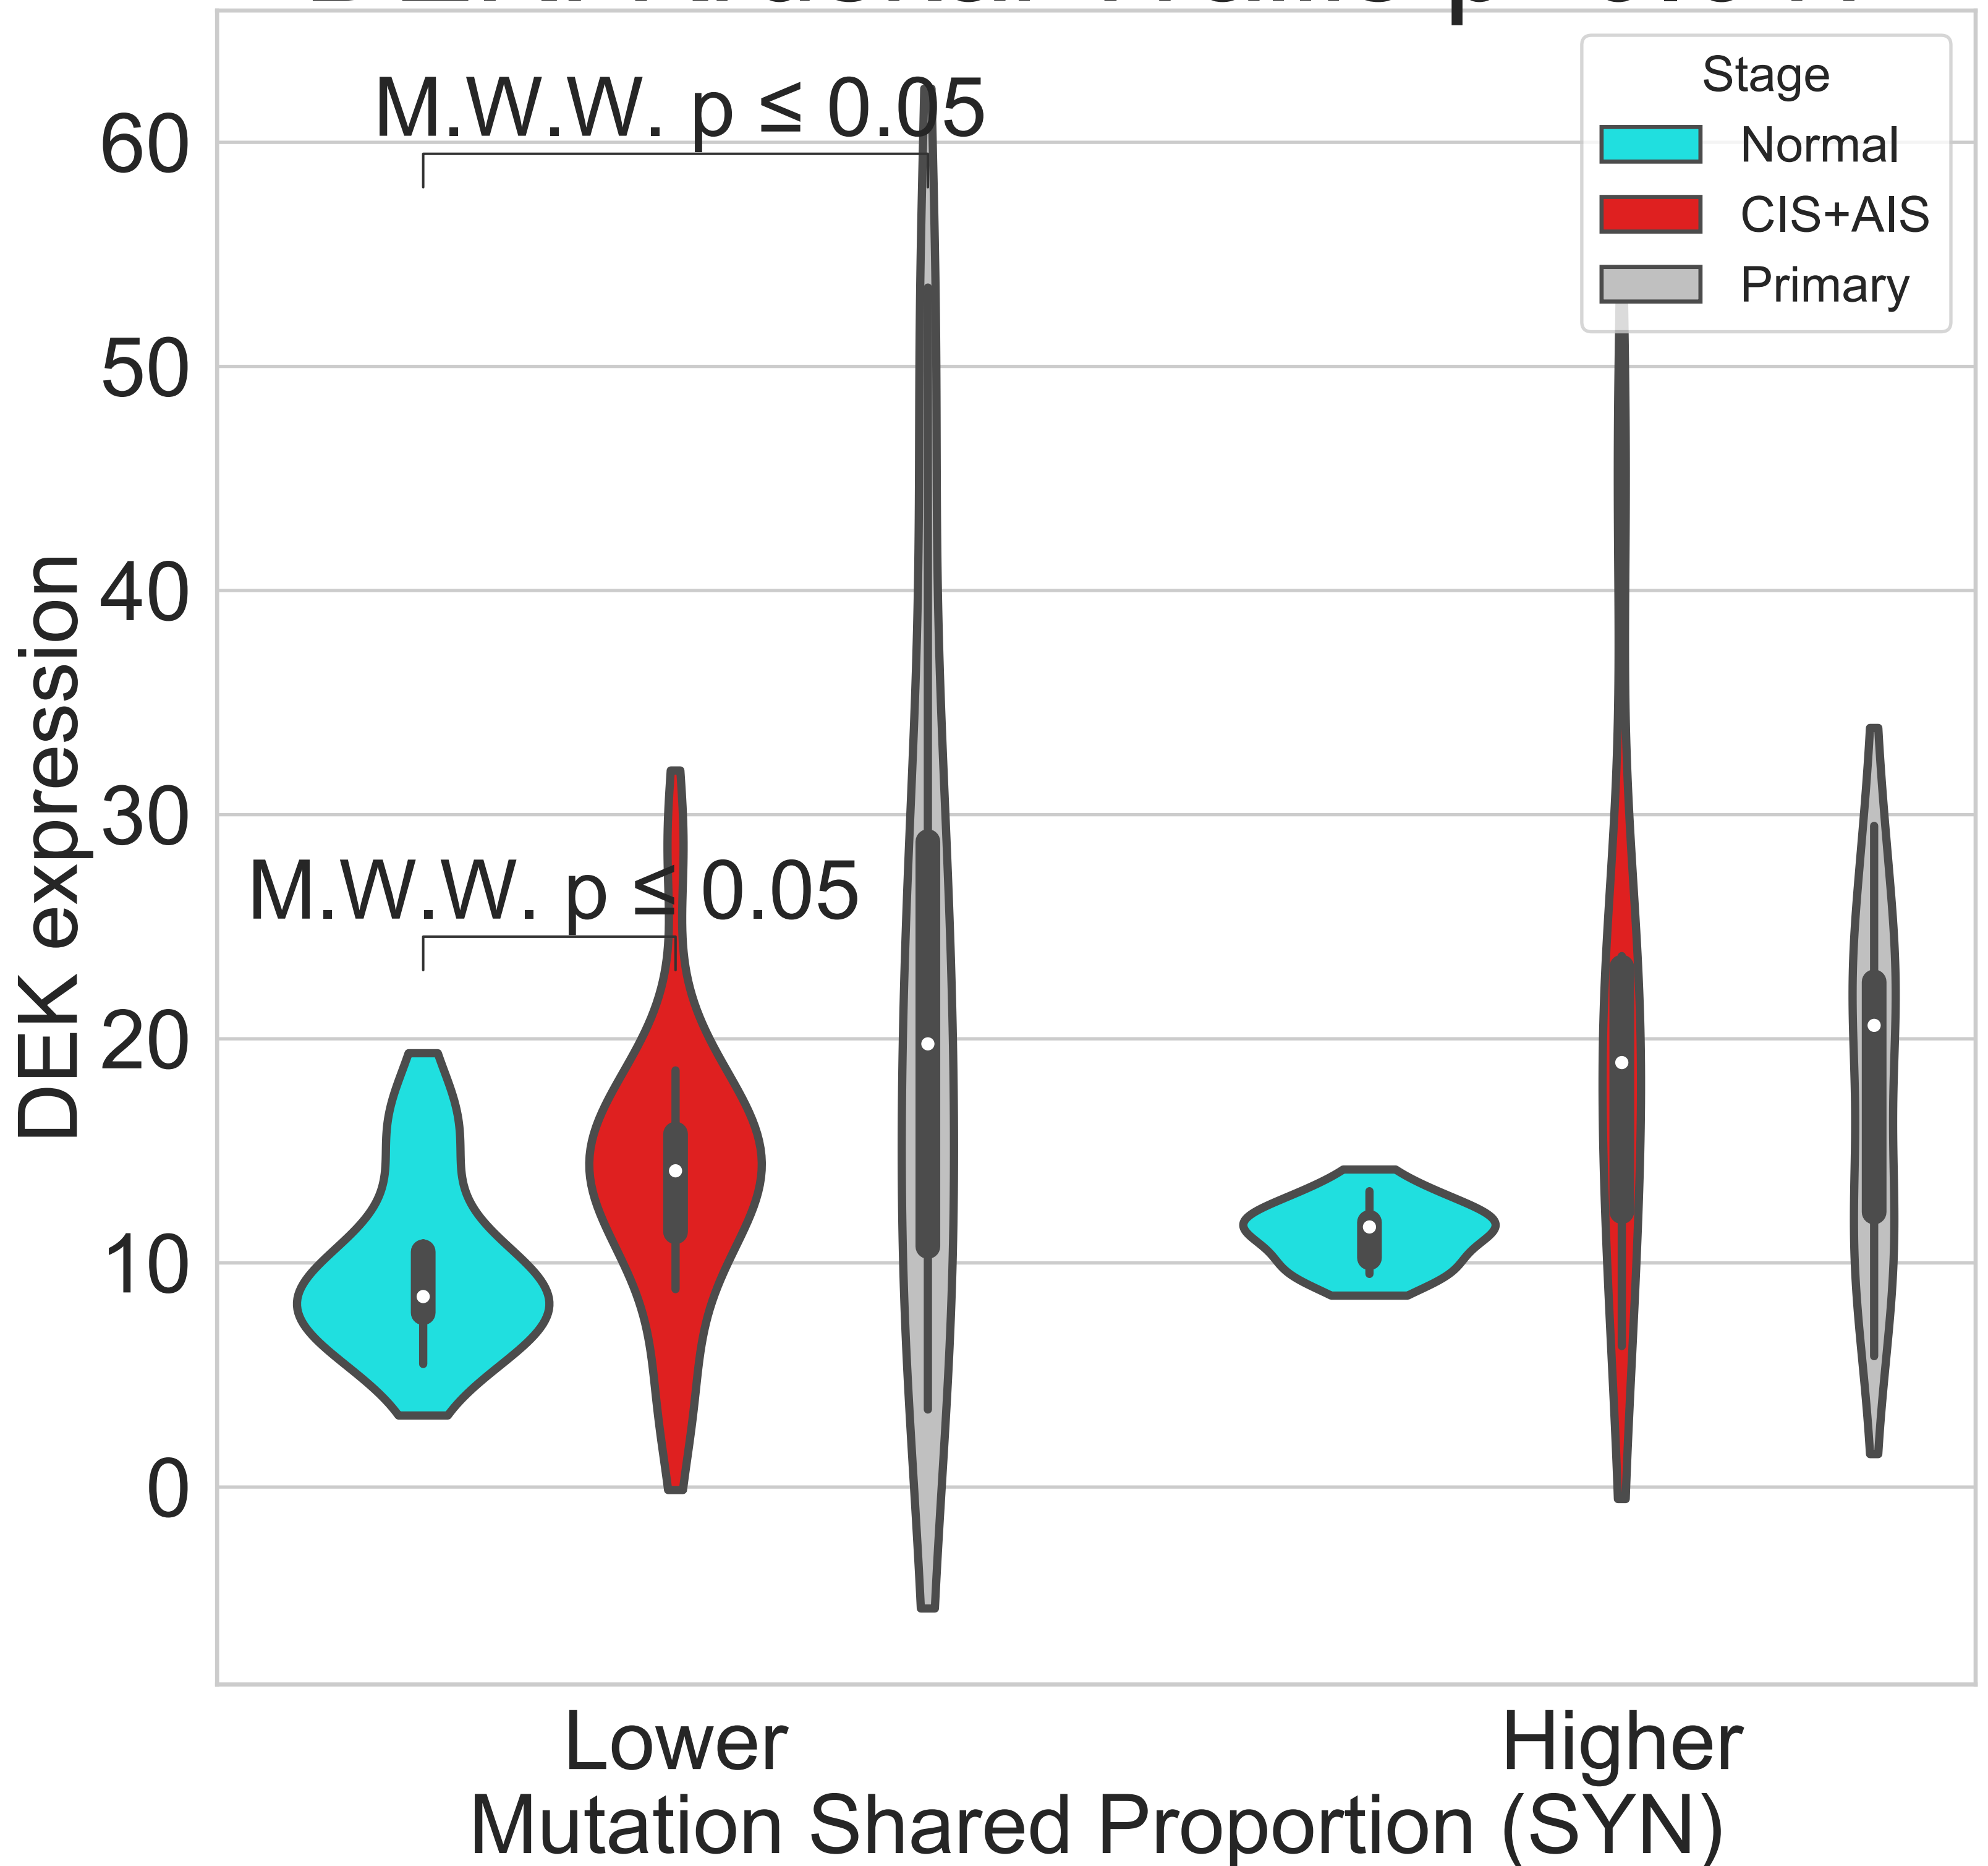 M.W.W. p ≤ 0.05
Stage
Normal
CIS+AIS
Primary
60
50
40
30
20
10
0
M.W.W. p ≤ 0.05
DEK expression
Lower
Higher
Mutation Shared Proportion (SYN)